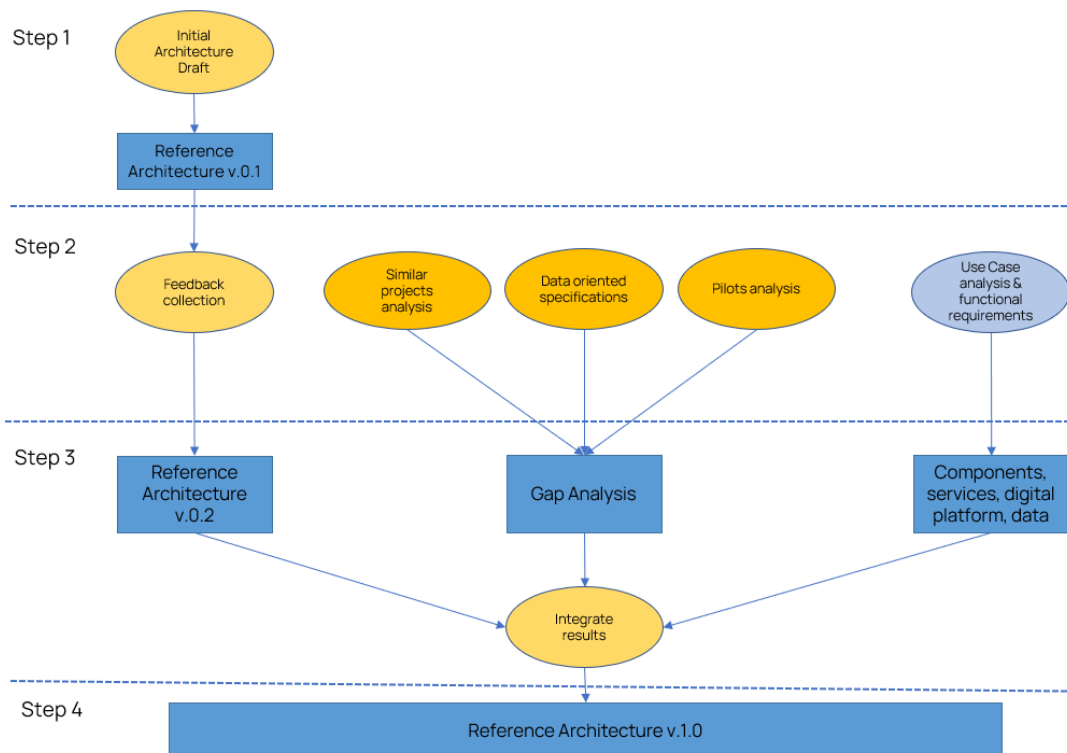 Step 1
Initial
Architecture
Draft
Reference
Architecture v.0.1
Step 2
Feedback
collection
Similar
projects
analysis
Data oriented
specifications
Pilots analysis
Use Case
analysis &
functional
requirements
Step 3
Reference
Architecture
v.0.2
Gap Analysis
Components,
services, digital
platform, data
Integrate
results
Step 4
Reference Architecture v.1.0